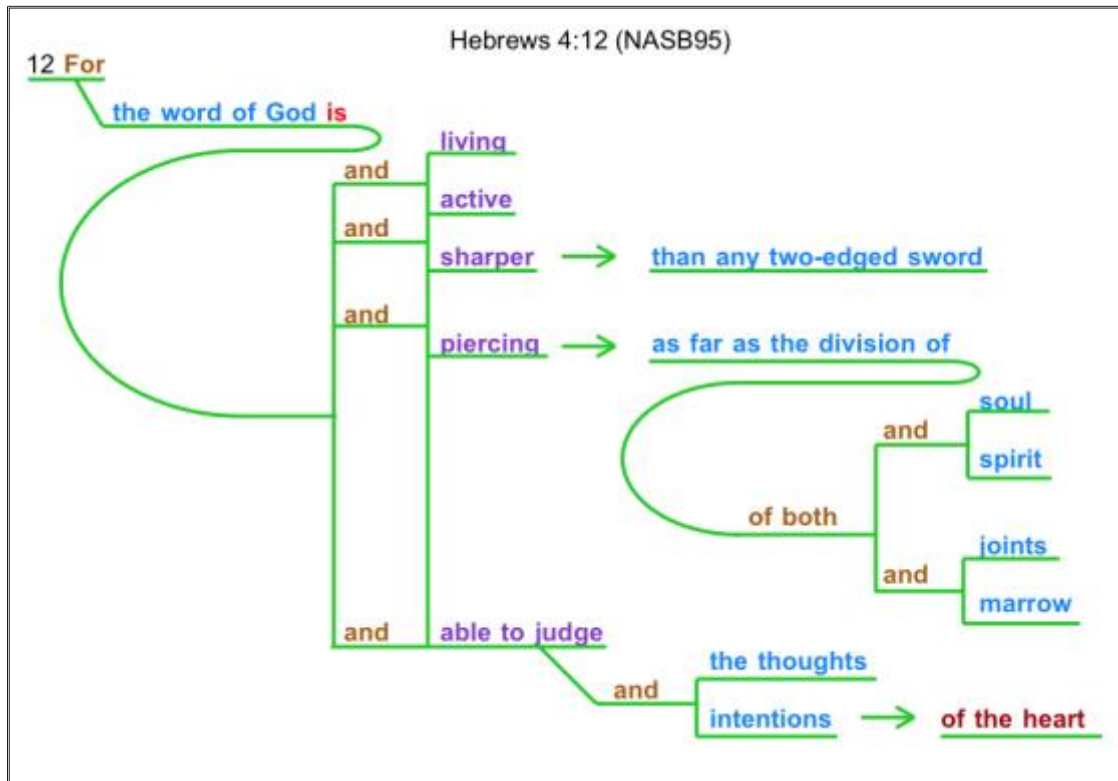 Hebrews 4:12 (NASB95)
12 For
the word of God is
living
and
active
and
sharper than any two-edged sword
and
piercing as far as the division of
soul
and
spirit
of both
joints
and
marrow
and able to judge
the thoughts
and
intentions of the heart